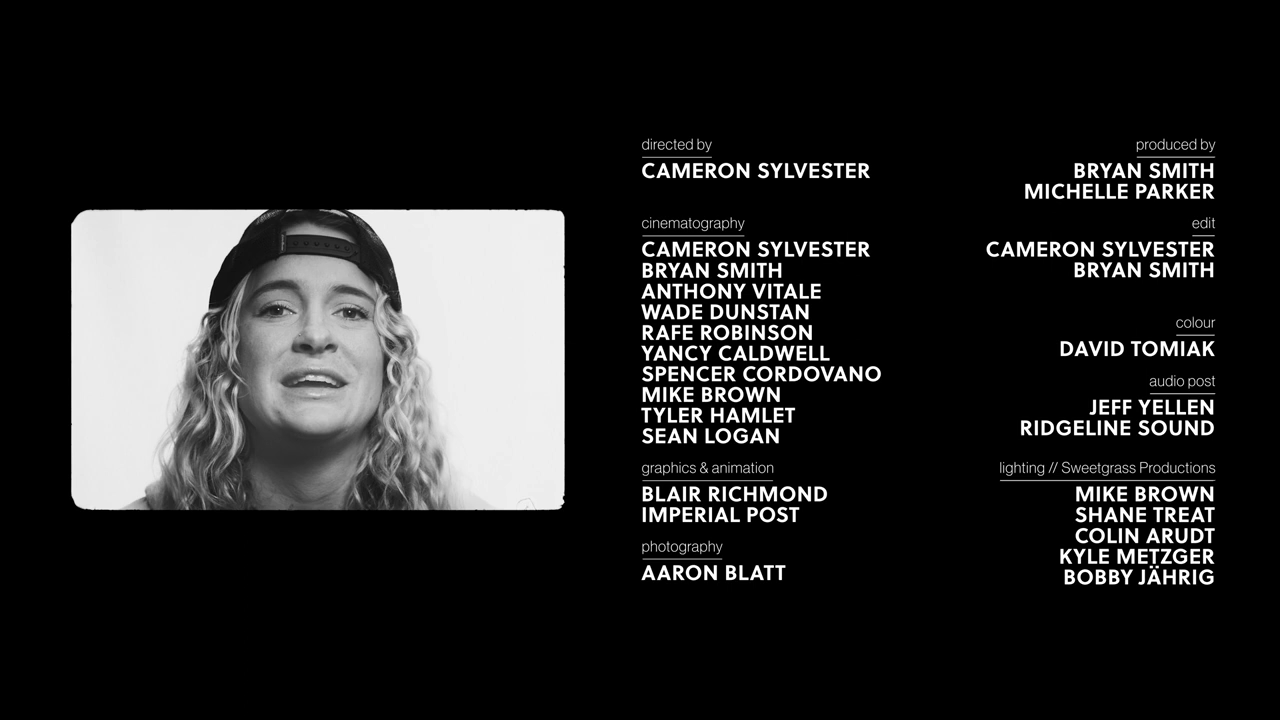 directed by
CAMERON SYLVESTER
cinematography
CAMERON SYLVESTER
BRYAN SMITH
ANTHONY VITALE
WADE DUNSTAN
RAFE ROBINSON
YANCY CALDWELL
SPENCER CORDOVANO
MIKE BROWN
TYLER HAMLET
SEAN LOGAN
graphics & animation
BLAIR RICHMOND
IMPERIAL POST
photography
AARON BLATT
produced by
BRYAN SMITH
MICHELLE PARKER
edit
CAMERON SYLVESTER
BRYAN SMITH
colour
DAVID TOMIAK
audio post
JEFF YELLEN
RIDGELINE SOUND
lighting // Sweetgrass Productions
MIKE BROWN
SHANE TREAT
COLIN ARUDT
KYLE METZGER
BOBBY JÄHRIG